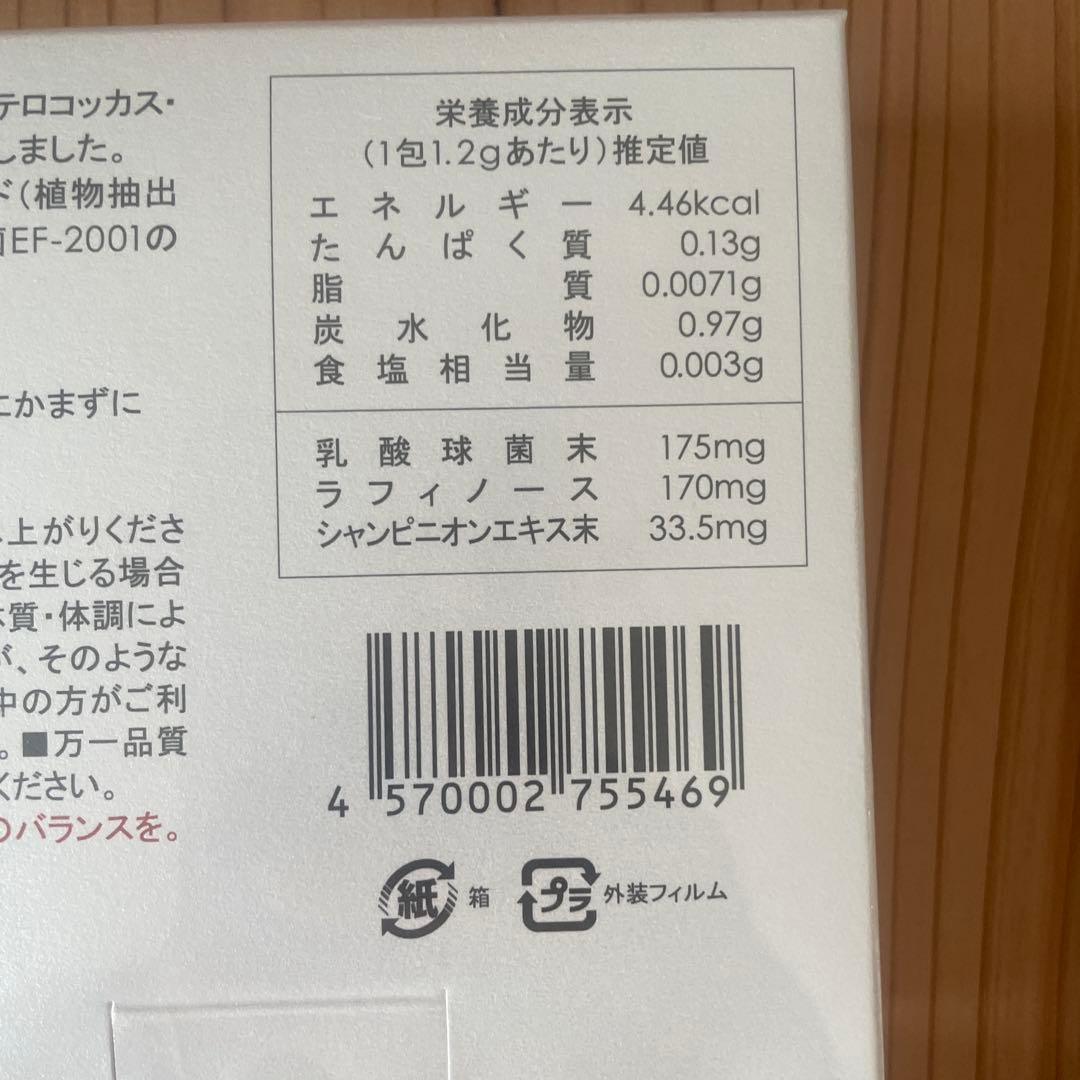 テロコッカス・
しました。
ド(植物抽出
菌EF-2001の
にかまずに
上がりくださ
を生じる場合
質・体調によ
が、そのような
中の方がご利
。■万一品質
ください。
のバランスを。
栄養成分表示
(1包1.2gあたり)推定値
エネルギー 4.46kcal
たんぱく質 0.13g
脂質 0.0071g
炭水化物 0.97g
食塩相当量 0.003g
乳酸球菌末 175mg
ラフィノース 170mg
シャンピニオンエキス末 33.5mg
4 570002 755469
紙 箱 プラ 外装フィルム